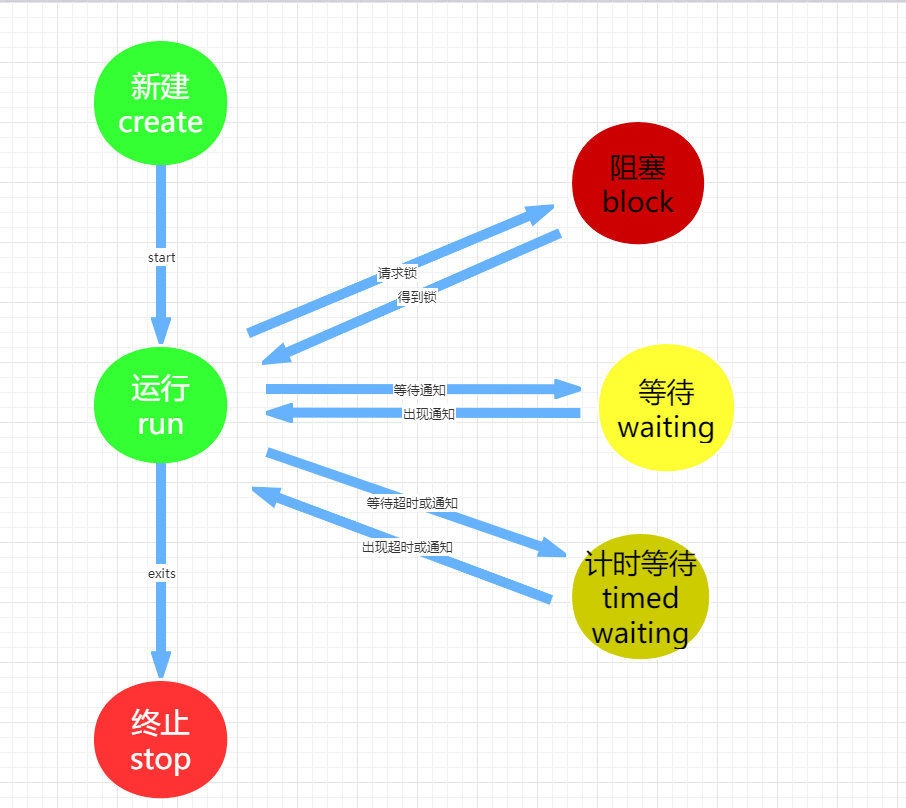 新建
create
start
阻塞
block
请求锁
得到锁
运行
run
等待通知
出现通知
等待
waiting
等待超时或通知
出现超时或通知
计时等待
timed
waiting
exits
终止
stop